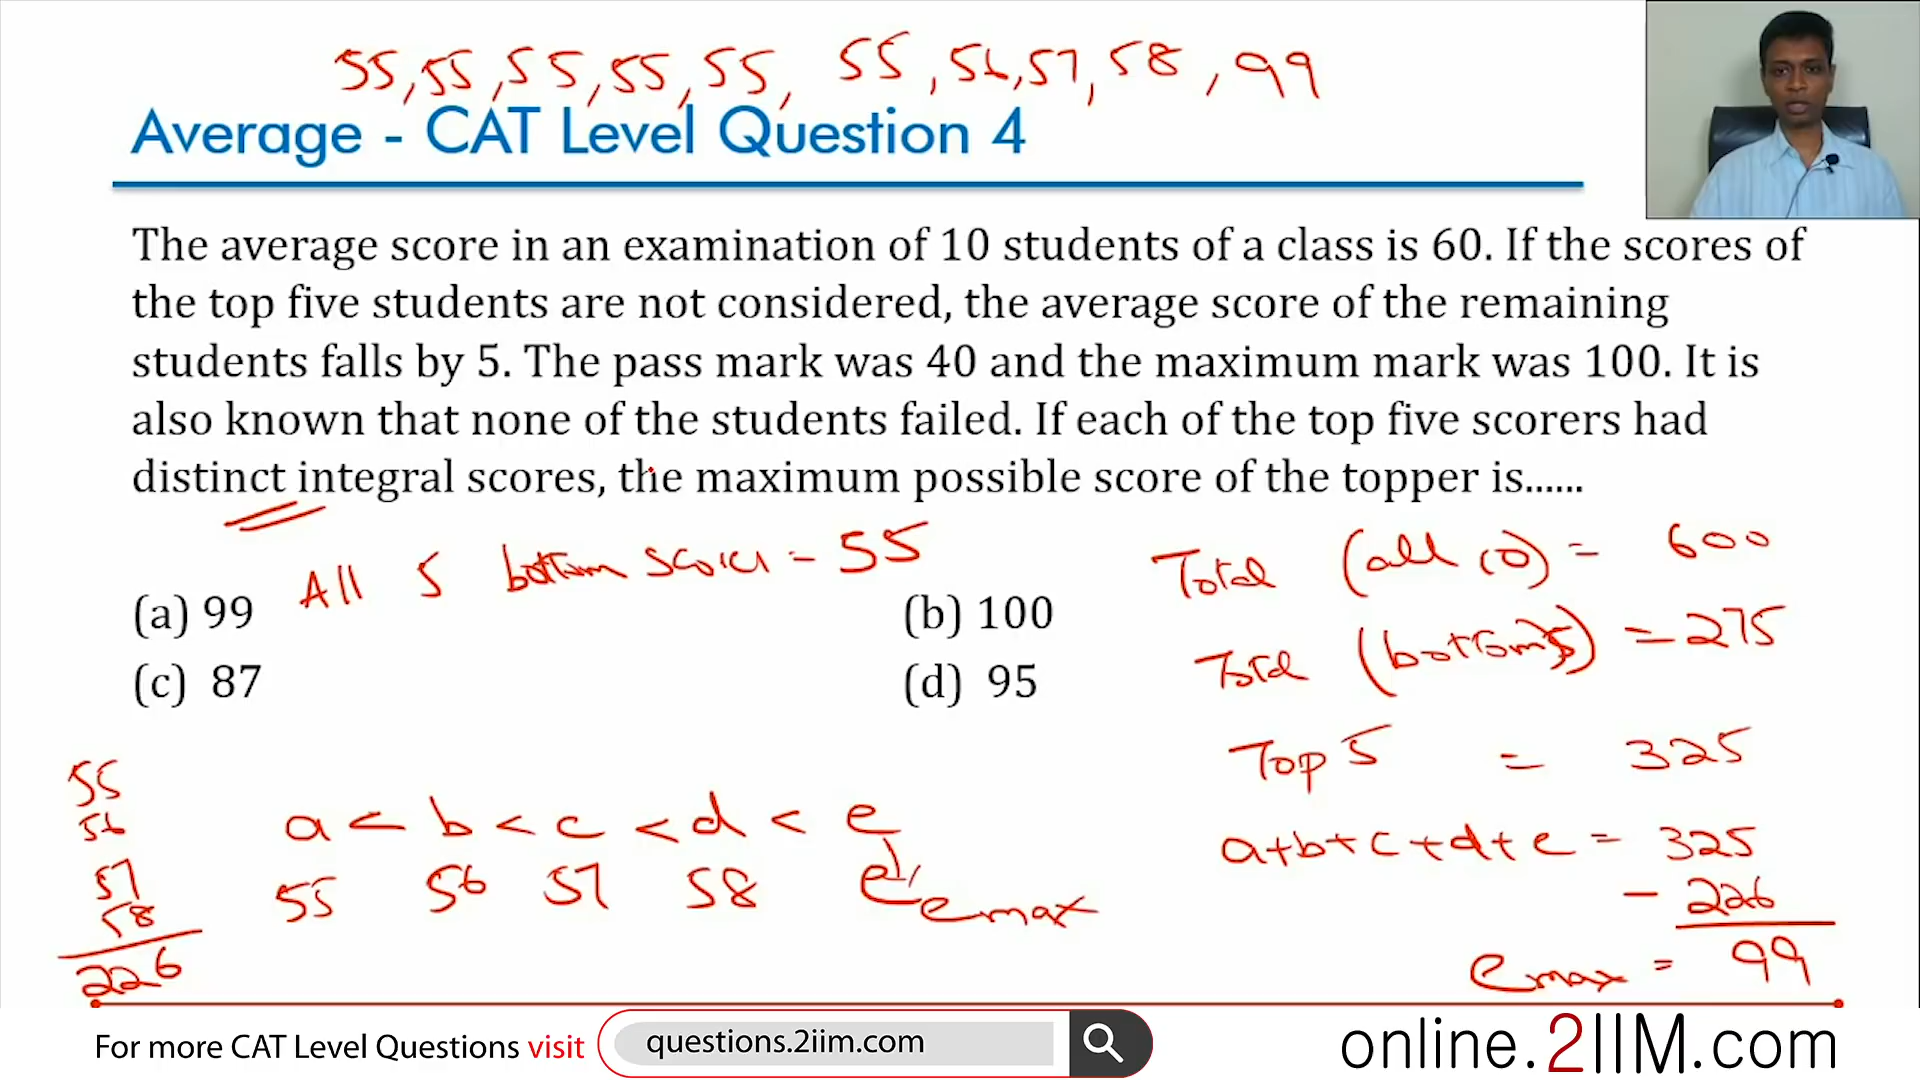 55, 55, 55, 55, 55, 55, 56, 57, 58, 99
Average - CAT Level Question 4
The average score in an examination of 10 students of a class is 60. If the scores of
the top five students are not considered, the average score of the remaining
students falls by 5. The pass mark was 40 and the maximum mark was 100. It is
also known that none of the students failed. If each of the top five scorers had
distinct integral scores, the maximum possible score of the topper is......
All 5 bottom scores = 55
(a) 99 (b) 100
(c) 87 (d) 95
Total (all 10) = 600
Total (bottom 5) = 275
Top 5 = 325
a+b+c+d+e = 325
- 226
e max = 99
a < b < c < d < e
55 56 57 58 e
e max
55
56
57
58
226
For more CAT Level Questions visit questions.2iim.com
online.2IIM.com